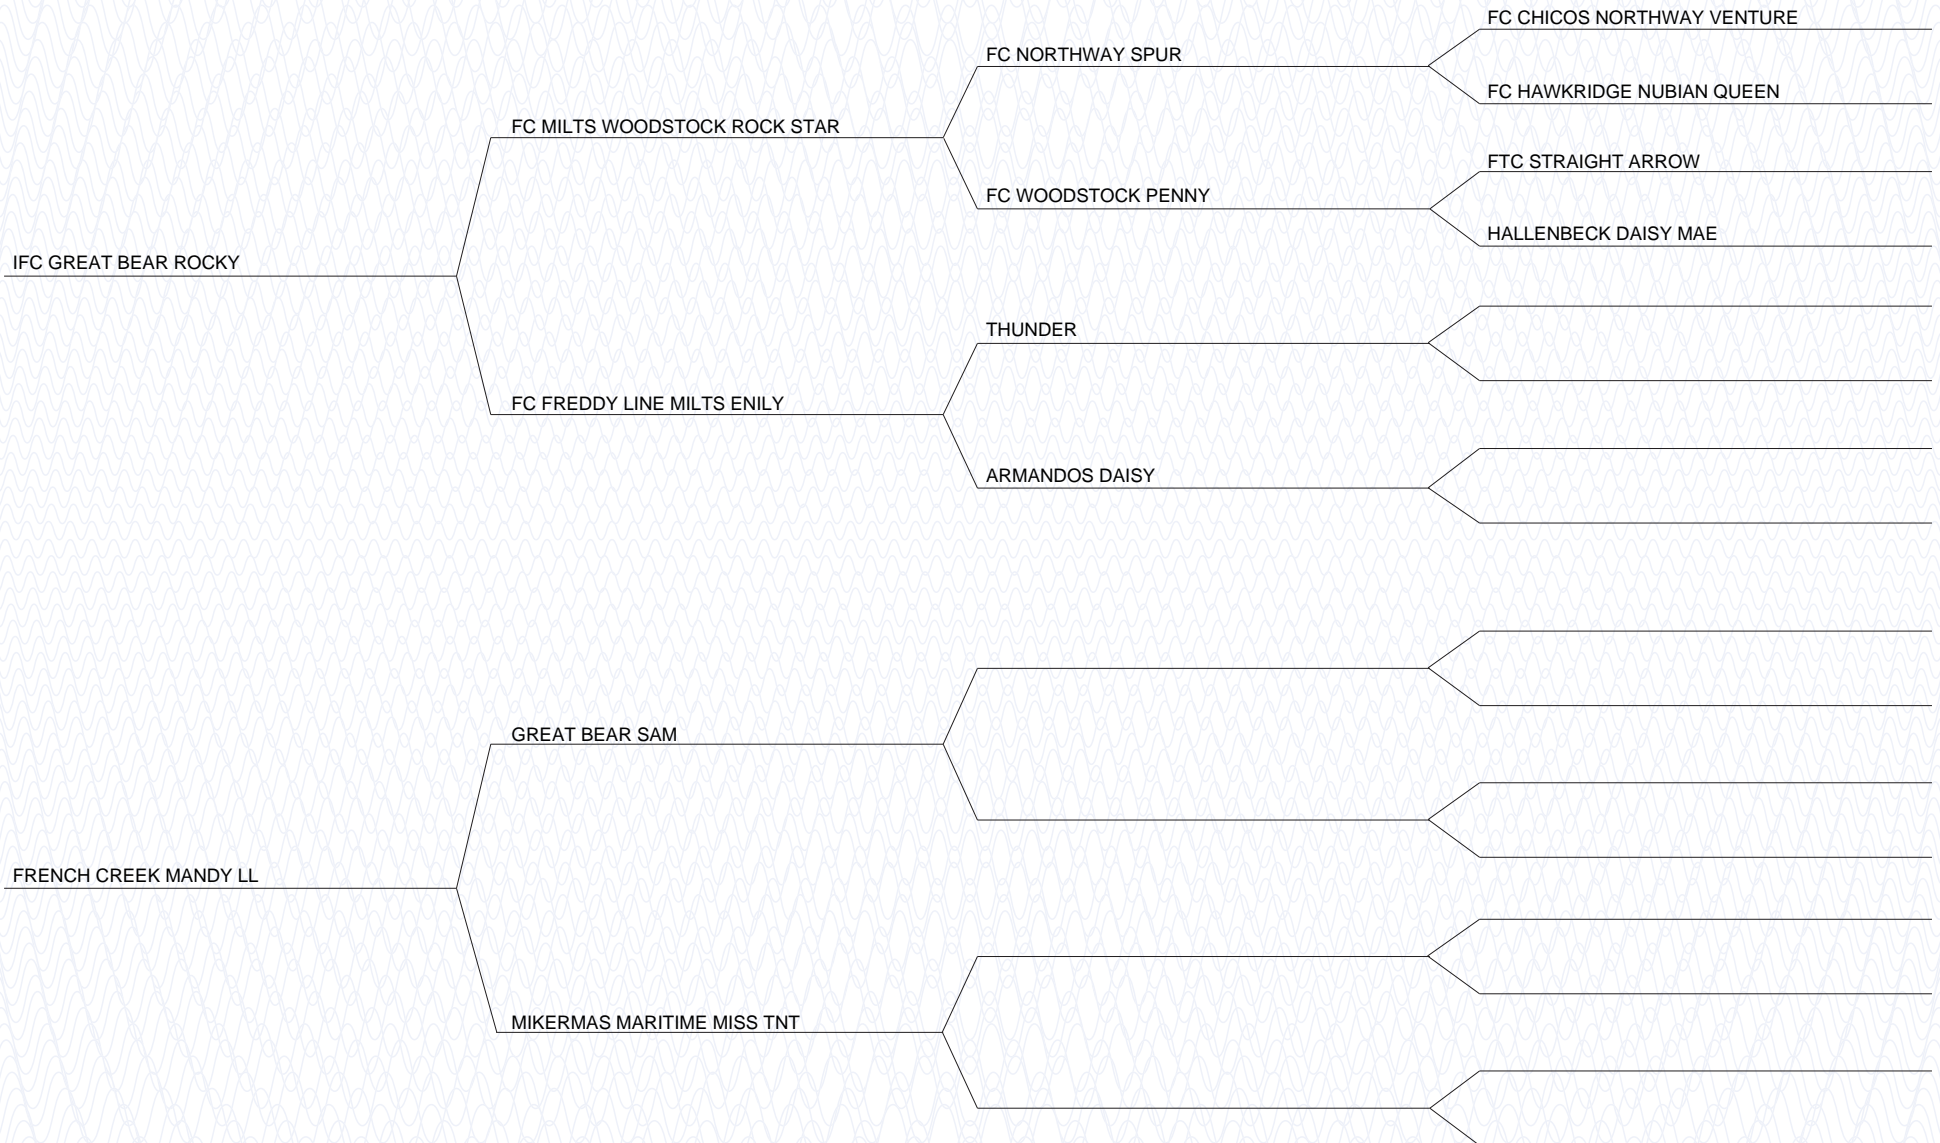 FC CHICOS NORTHWAY VENTURE
FC NORTHWAY SPUR
FC HAWKRIDGE NUBIAN QUEEN
FC MILTS WOODSTOCK ROCK STAR
FTC STRAIGHT ARROW
FC WOODSTOCK PENNY
HALLENBECK DAISY MAE
IFC GREAT BEAR ROCKY
THUNDER
FC FREDDY LINE MILTS ENILY
ARMANDOS DAISY
GREAT BEAR SAM
FRENCH CREEK MANDY LL
MIKERMAS MARITIME MISS TNT